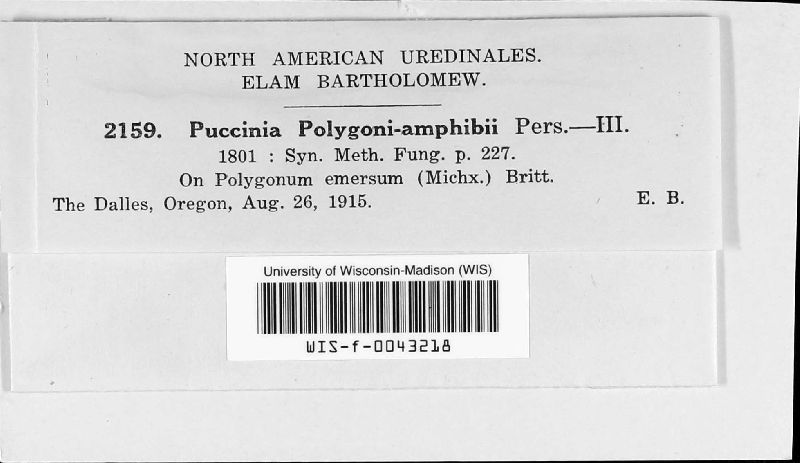 NORTH AMERICAN UREDINALES.
ELAM BARTHOLOMEW.
2159. Puccinia Polygoni-amphibii Pers.—III.
1801 : Syn. Meth. Fung. p. 227.
On Polygonum emersum (Michx.) Britt.
The Dalles, Oregon, Aug. 26, 1915. E. B.
University of Wisconsin-Madison (WIS)
WIS-f-0043218